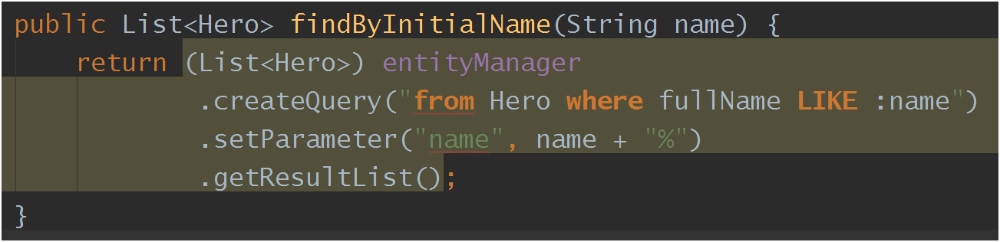 public List<Hero> findByInitialName(String name) {
return (List<Hero>) entityManager
.createQuery("from Hero where fullName LIKE :name")
.setParameter("name", name + "%")
.getResultList();
}